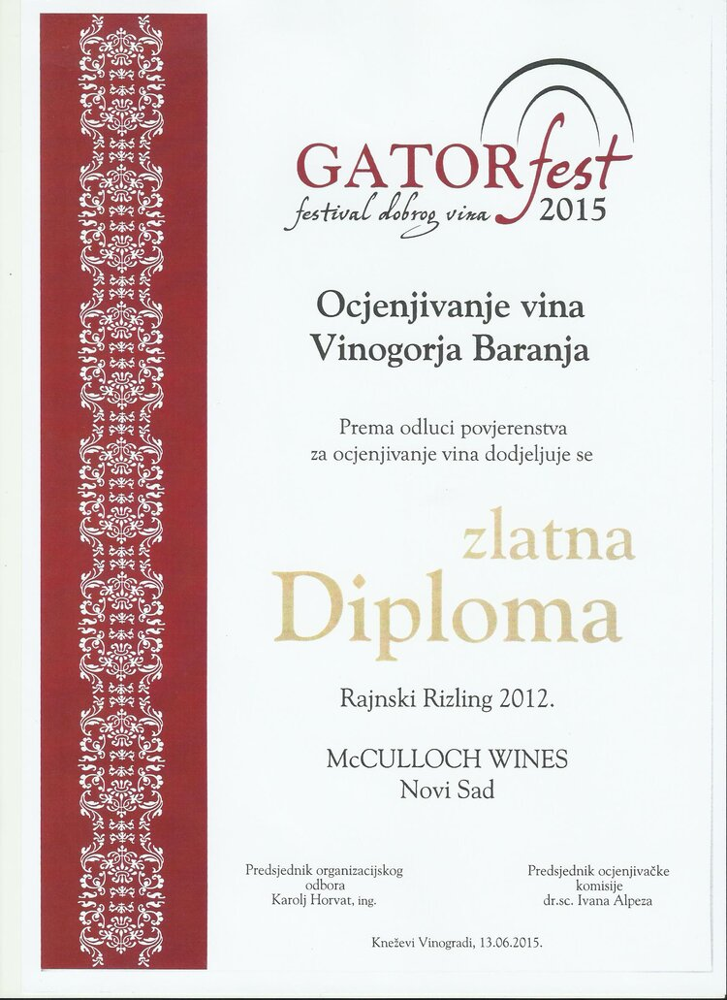 GATORfest
festival dobrog vina 2015
Ocjenjivanje vina
Vinogorja Baranja
Prema odluci povjerenstva
za ocjenjivanje vina dodjeljuje se
zlatna
Diploma
Rajnski Rizling 2012.
McCULLOCH WINES
Novi Sad
Predsjednik organizacijskog
odbora
Karolj Horvat, ing.
Predsjednik ocjenjivačke
komisije
dr.sc. Ivana Alpeza
Kneževi Vinogradi, 13.06.2015.